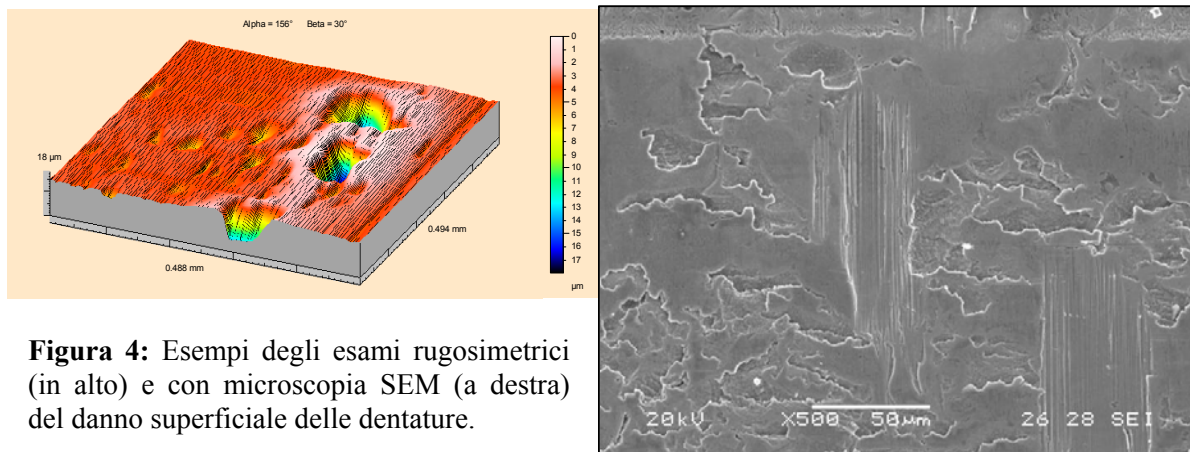 Alpha = 156° Beta = 30°
0
1
2
3
4
5
6
7
8
9
10
11
12
13
14
15
16
17
µm
18 µm
0.494 mm
0.488 mm
Figura 4: Esempi degli esami rugosimetrici
(in alto) e con microscopia SEM (a destra)
del danno superficiale delle dentature.
20kV X500 50µm 26 28 SEI